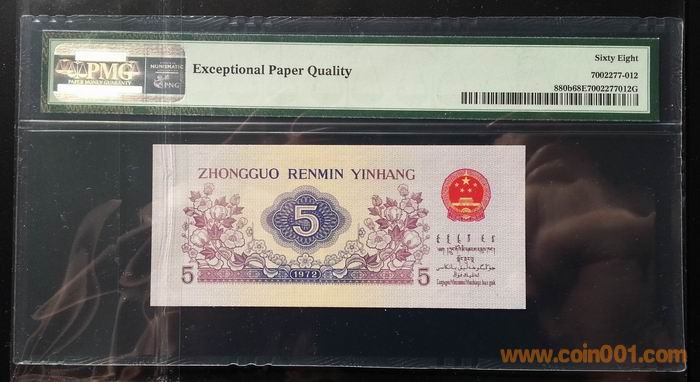 PMG
PAPER MONEY GUARANTY
NUMISMATIC
PNG
Exceptional Paper Quality
Sixty Eight
7002277-012
880b68E7002277012G
ZHONGGUO RENMIN YINHANG
5
5
1972
5
www.coin001.com